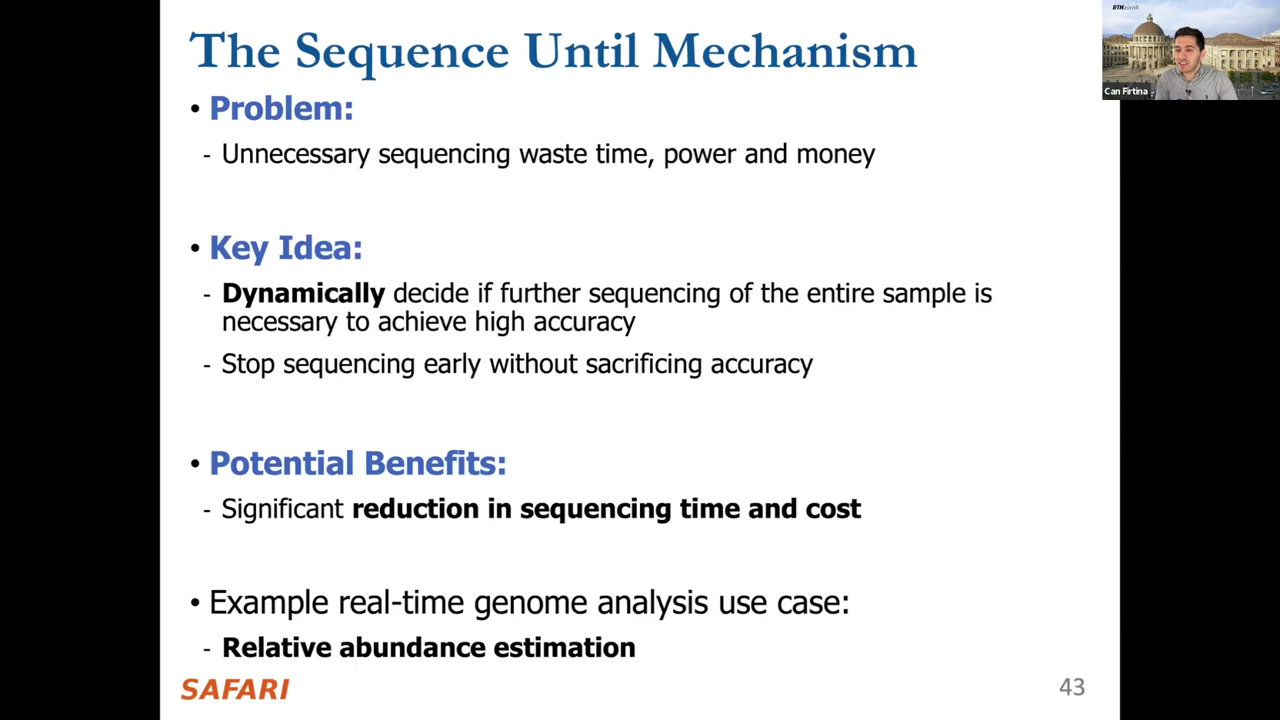 The Sequence Until Mechanism
ETH zürich
Can Firtina
• Problem:
- Unnecessary sequencing waste time, power and money
• Key Idea:
- Dynamically decide if further sequencing of the entire sample is
necessary to achieve high accuracy
- Stop sequencing early without sacrificing accuracy
• Potential Benefits:
- Significant reduction in sequencing time and cost
• Example real-time genome analysis use case:
- Relative abundance estimation
SAFARI
43